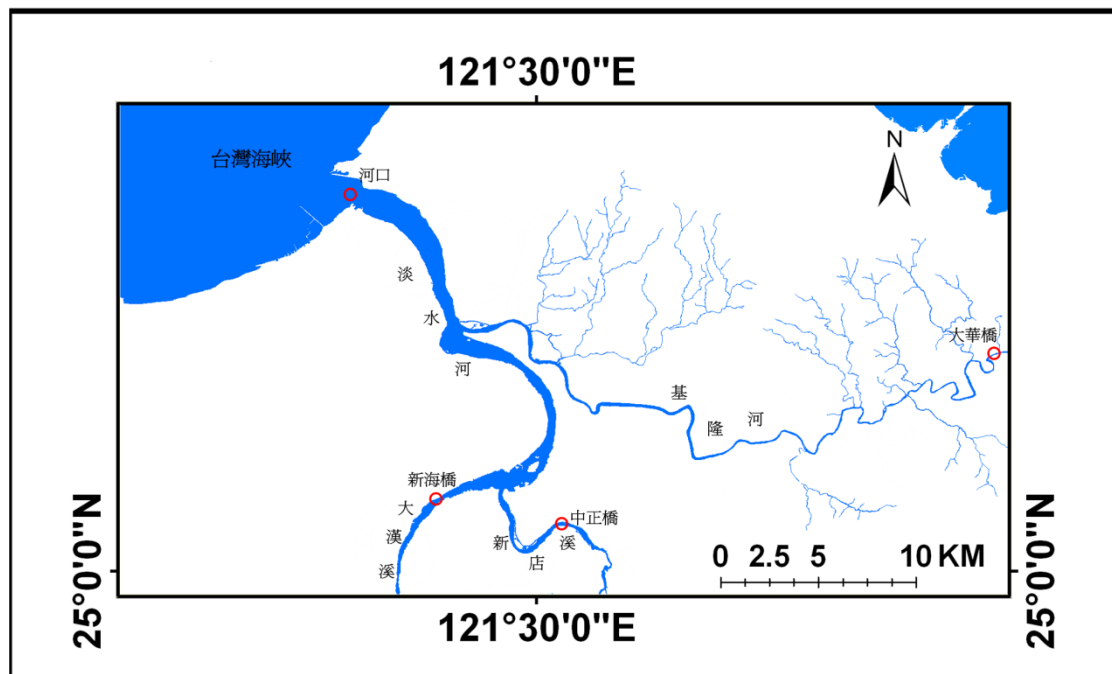 121°30'0"E
台灣海峽
河口
N
淡水河
大華橋
基隆河
新海橋
大漢溪
中正橋
新店溪
0 2.5 5 10 KM
25°0'0"N
25°0'0"N
121°30'0"E